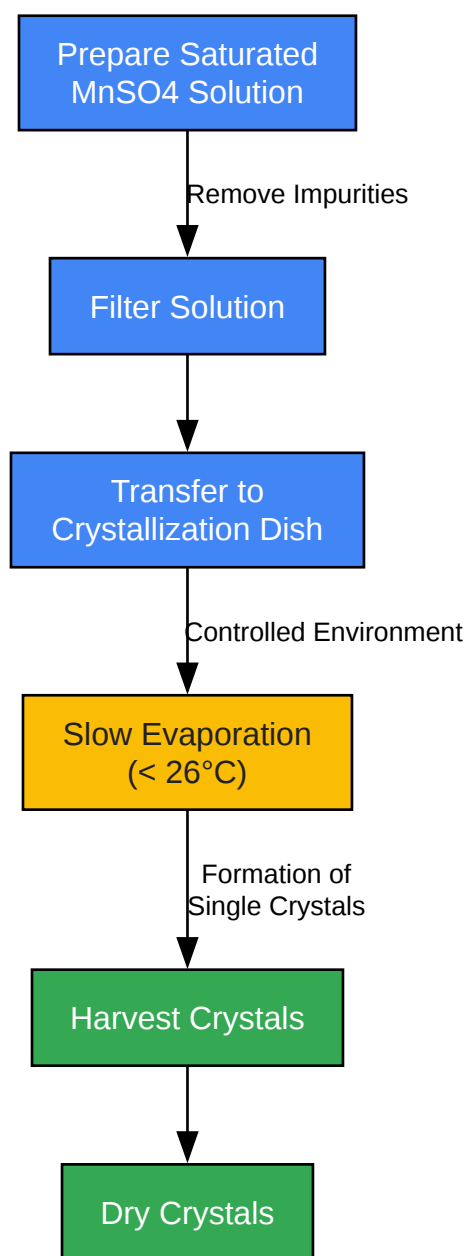 Prepare Saturated
MnSO4 Solution
Remove Impurities
Filter Solution
Transfer to
Crystallization Dish
Controlled Environment
Slow Evaporation
(< 26°C)
Formation of
Single Crystals
Harvest Crystals
Dry Crystals